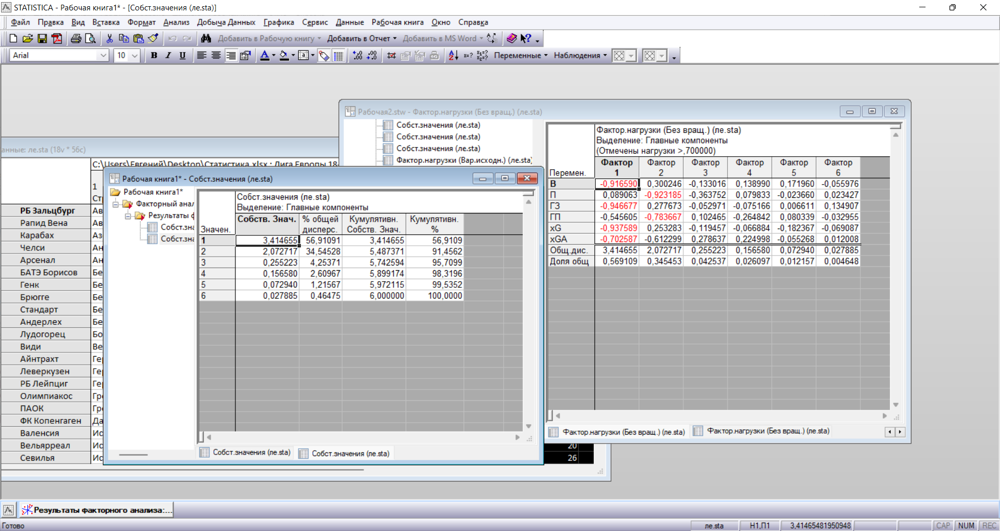 STATISTICA - Рабочая книга1* - [Собст.значения (ле.sta)]
Файл Правка Вид Вставка Формат Анализ Добыча Данных Графика Сервис Данные Рабочая книга Окно Справка
Добавить в Рабочую книгу Добавить в Отчет Добавить в MS Word
Arial 10 B I U Переменные Наблюдения
Рабочая2.stw - Фактор.нагрузки (Без вращ.) (ле.sta)
Собст.значения (ле.sta)
Собст.значения (ле.sta)
Собст.значения (ле.sta)
Фактор.нагрузки (Вар.исходн.) (ле.sta)
Фактор.нагрузки (Без вращ.) (ле.sta)
Выделение: Главные компоненты
(Отмечены нагрузки >,700000)
Перемен. Фактор 1 Фактор 2 Фактор 3 Фактор 4 Фактор 5 Фактор 6
В -0,916590 0,300246 -0,133016 0,138990 0,171960 -0,055976
П 0,089063 -0,923185 -0,363752 0,079833 -0,023660 0,023427
ГЗ -0,946677 0,277673 -0,052971 -0,075166 0,006611 0,134907
ГП -0,545605 -0,783667 0,102465 -0,264842 0,080339 -0,032955
xG -0,937589 0,253283 -0,119457 -0,066884 -0,182367 -0,069087
xGA -0,702587 -0,612299 0,278637 0,224998 -0,055268 0,012008
Общ.дис. 3,414655 2,072717 0,255223 0,156580 0,072940 0,027885
Доля общ 0,569109 0,345453 0,042537 0,026097 0,012157 0,004648
Фактор.нагрузки (Без вращ.) (ле.sta) Фактор.нагрузки (Без вращ.) (ле.sta)
анные: ле.sta (18v * 56c)
C:\Users\Евгений\Desktop\Статистика.xlsx : Лига Европы 18-
1
Ст
РБ Зальцбург Ав
Рапид Вена Ав
Карабах Аз
Челси Ан
Арсенал Ан
БАТЭ Борисов Бе
Генк Бе
Брюгге Бе
Стандарт Бе
Андерлех Бе
Лудогорец Бо
Види Ве
Айнтрахт Ге
Леверкузен Ге
РБ Лейпциг Ге
Олимпиакос Гр
ПАОК Гр
ФК Копенгаген Да
Валенсия Ис
Вельярреал Ис
Севилья Ис
20
26
Рабочая книга1* - Собст.значения (ле.sta)
Рабочая книга1*
Факторный анал
Результаты ф
Собст.зна
Собст.зна
Собст.значения (ле.sta)
Выделение: Главные компоненты
Значен. Собств. Знач. % общей дисперс. Кумулятивн. Собств. Знач. Кумулятивн. %
1 3,414655 56,91091 3,414655 56,9109
2 2,072717 34,54528 5,487371 91,4562
3 0,255223 4,25371 5,742594 95,7099
4 0,156580 2,60967 5,899174 98,3196
5 0,072940 1,21567 5,972115 99,5352
6 0,027885 0,46475 6,000000 100,0000
Собст.значения (ле.sta) Собст.значения (ле.sta)
Результаты факторного анализа:...
Готово ле.sta Н1,П1 3,41465481950948 CAP NUM REC